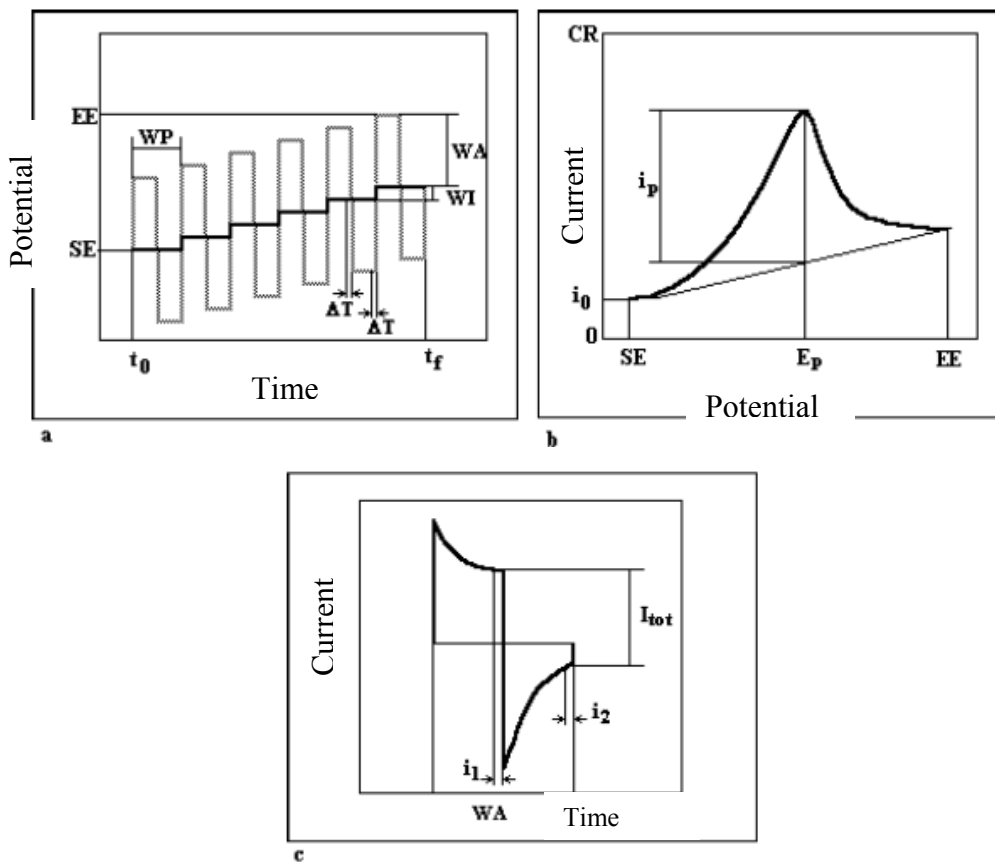 EE
WP
WA
WI
SE
ΔT
ΔT
t0
tf
Potential
Time
a
CR
ip
i0
0
SE
Ep
EE
Current
Potential
b
Itot
i2
i1
WA
Current
Time
c